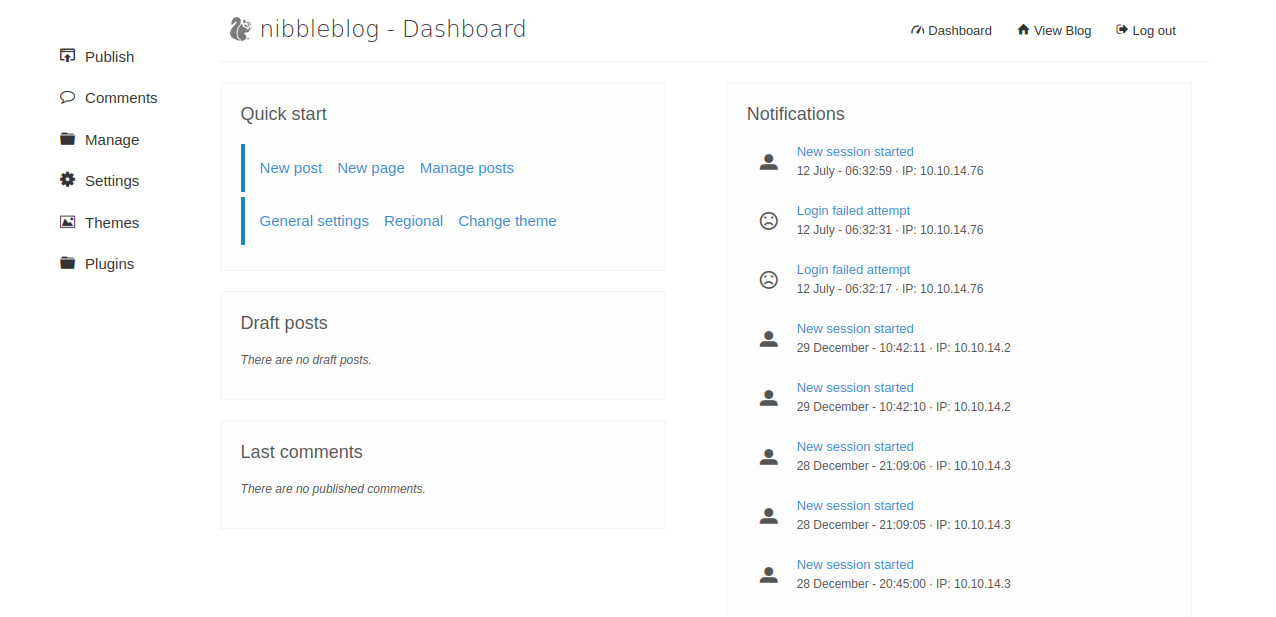 nibbleblog - Dashboard
Dashboard View Blog Log out
Publish
Comments
Manage
Settings
Themes
Plugins
Quick start
New post New page Manage posts
General settings Regional Change theme
Draft posts
There are no draft posts.
Last comments
There are no published comments.
Notifications
New session started
12 July - 06:32:59 · IP: 10.10.14.76
Login failed attempt
12 July - 06:32:31 · IP: 10.10.14.76
Login failed attempt
12 July - 06:32:17 · IP: 10.10.14.76
New session started
29 December - 10:42:11 · IP: 10.10.14.2
New session started
29 December - 10:42:10 · IP: 10.10.14.2
New session started
28 December - 21:09:06 · IP: 10.10.14.3
New session started
28 December - 21:09:05 · IP: 10.10.14.3
New session started
28 December - 20:45:00 · IP: 10.10.14.3